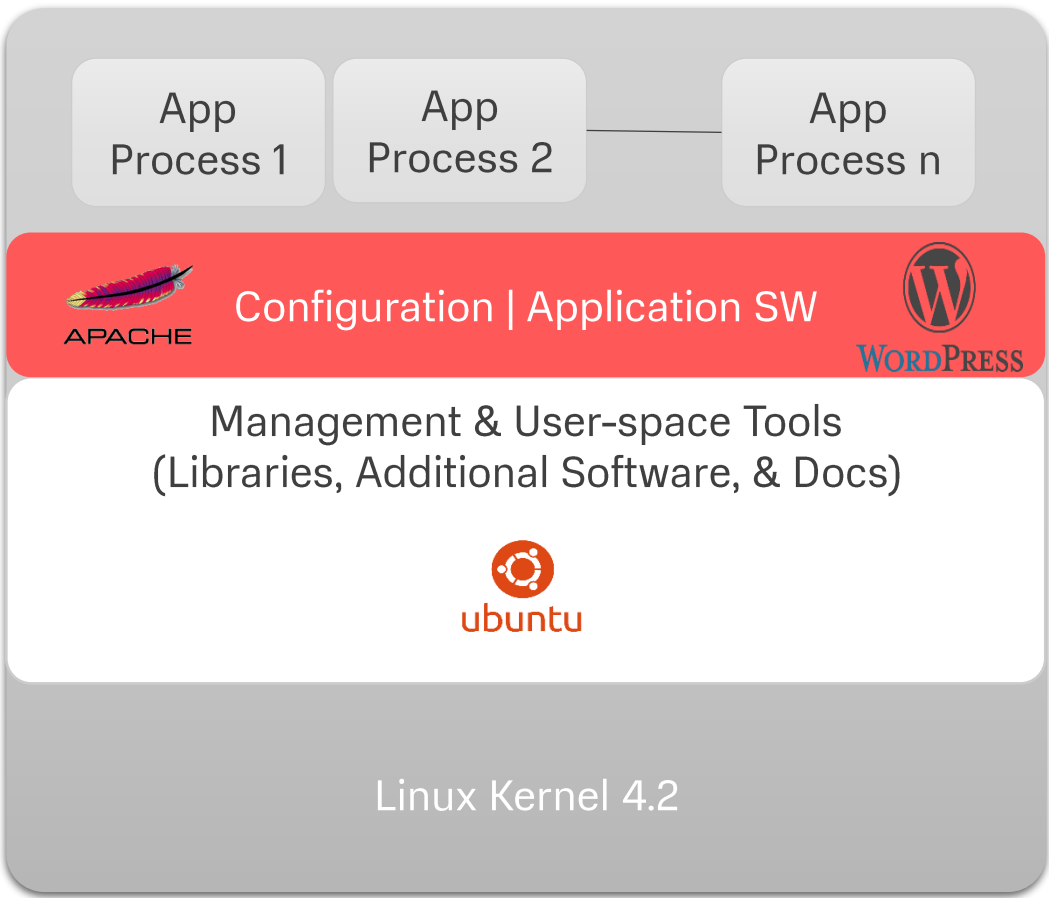 App
Process 1
App
Process 2
App
Process n
APACHE
Configuration | Application SW
WORDPRESS
Management & User-space Tools
(Libraries, Additional Software, & Docs)
ubuntu
Linux Kernel 4.2